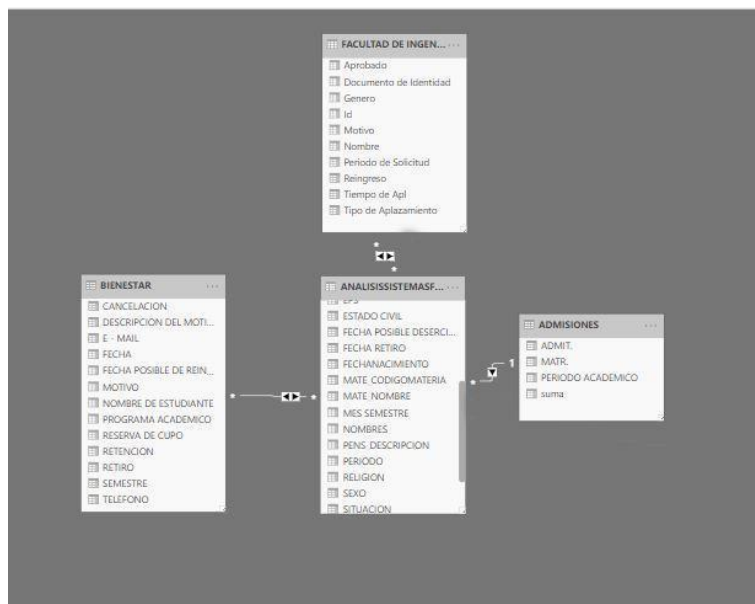 FACULTAD DE INGEN...
Aprobado
Documento de Identidad
Genero
Id
Motivo
Nombre
Periodo de Solicitud
Reingreso
Tiempo de Apl
Tipo de Aplazamiento
BIENESTAR
CANCELACION
DESCRIPCION DEL MOTI...
E - MAIL
FECHA
FECHA POSIBLE DE REIN...
MOTIVO
NOMBRE DE ESTUDIANTE
PROGRAMA ACADEMICO
RESERVA DE CUPO
RETENCION
RETIRO
SEMESTRE
TELEFONO
ANALISISSISTEMASF...
EPS
ESTADO CIVIL
FECHA POSIBLE DESERCI...
FECHA RETIRO
FECHANACIMIENTO
MATE_CODIGOMATERIA
MATE_NOMBRE
MES SEMESTRE
NOMBRES
PENS_DESCRIPCION
PERIODO
RELIGION
SEXO
SITUACION
ADMISIONES
ADMIT.
MATR.
PERIODO ACADEMICO
suma
* * * * * 1